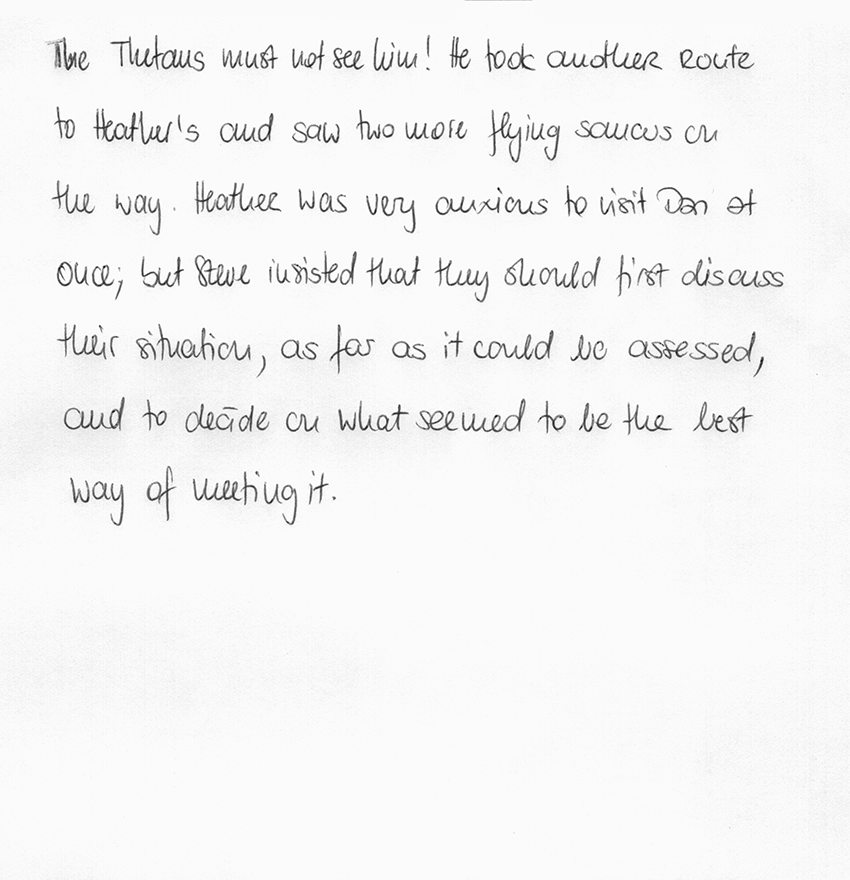 The Thetans must not see him! He took another route
to Heather's and saw two more flying saucers on
the way. Heather was very anxious to visit Dan at
once; but Steve insisted that they should first discuss
their situation, as far as it could be assessed,
and to decide on what seemed to be the best
way of meeting it.